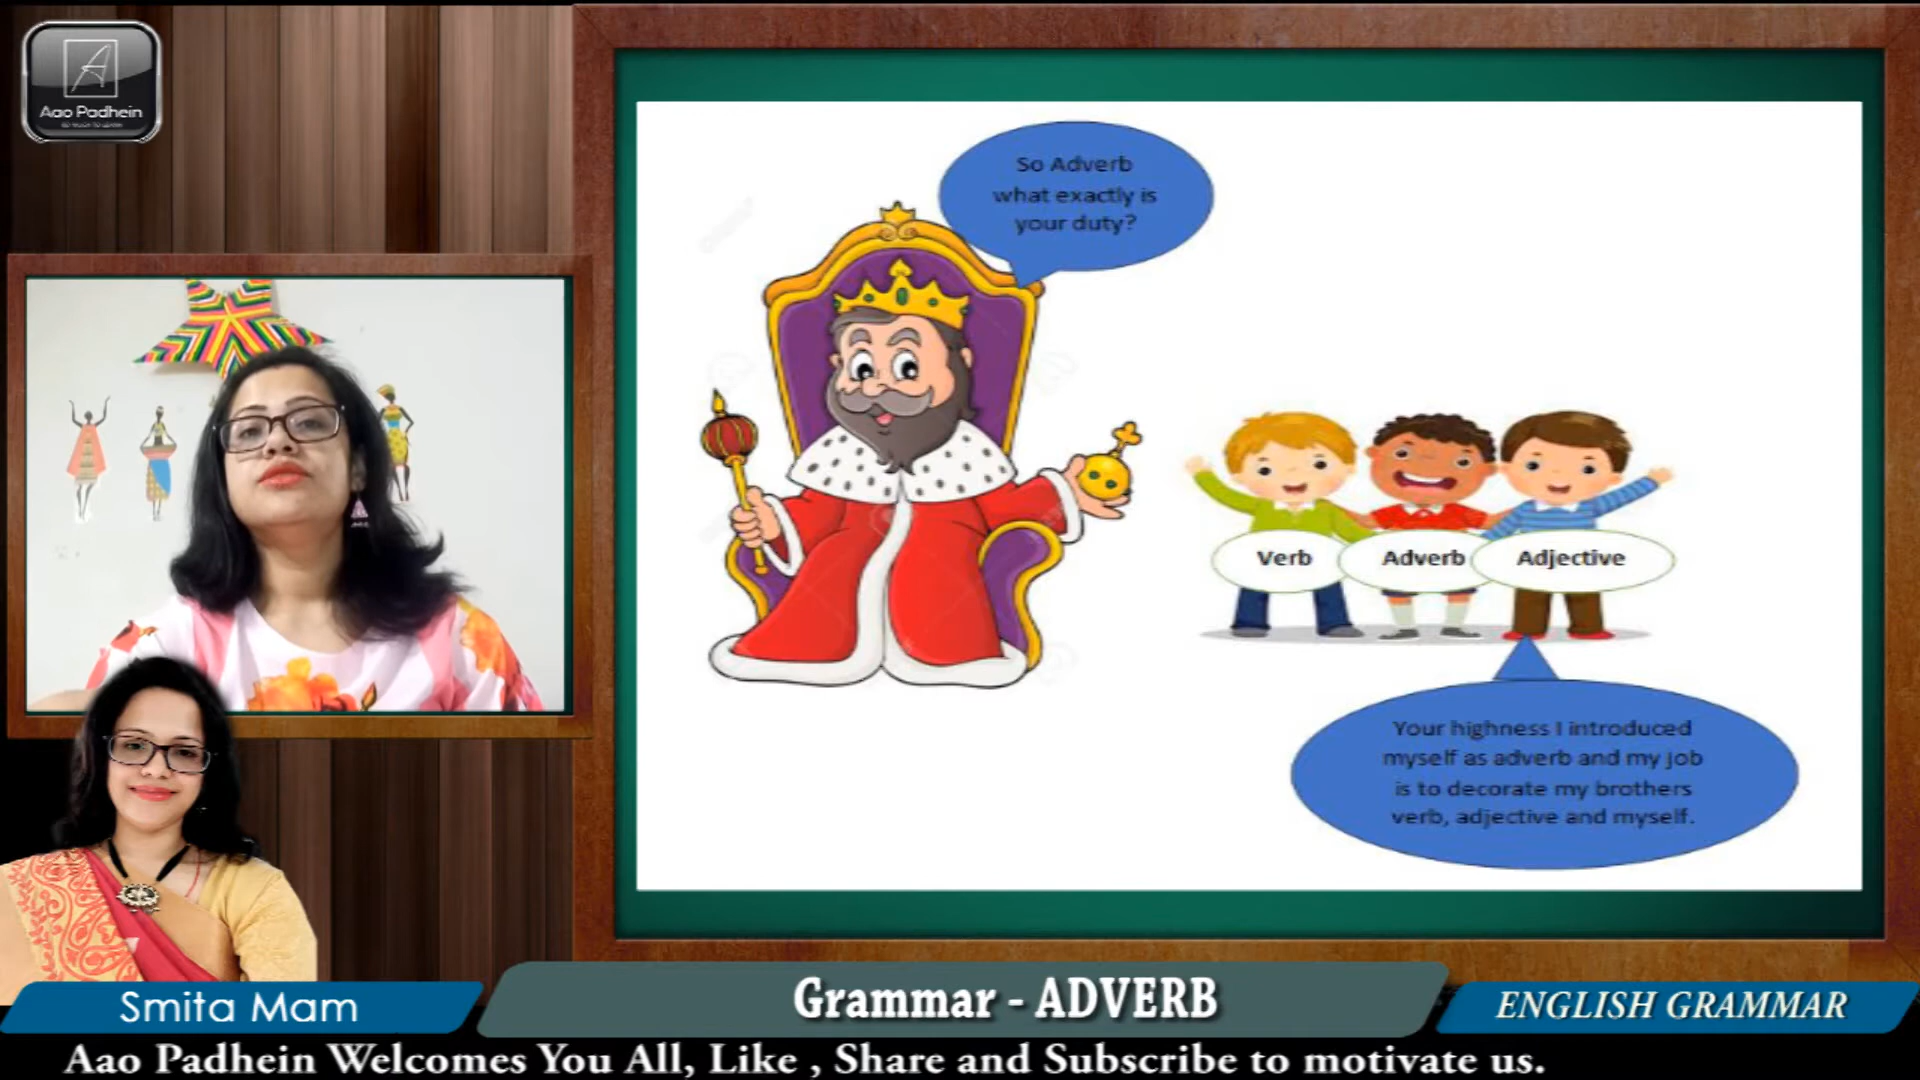 Aao Padhein
So Adverb
what exactly is
your duty?
Verb
Adverb
Adjective
Your highness I introduced
myself as adverb and my job
is to decorate my brothers
verb, adjective and myself.
Smita Mam
Grammar - ADVERB
ENGLISH GRAMMAR
Aao Padhein Welcomes You All, Like , Share and Subscribe to motivate us.